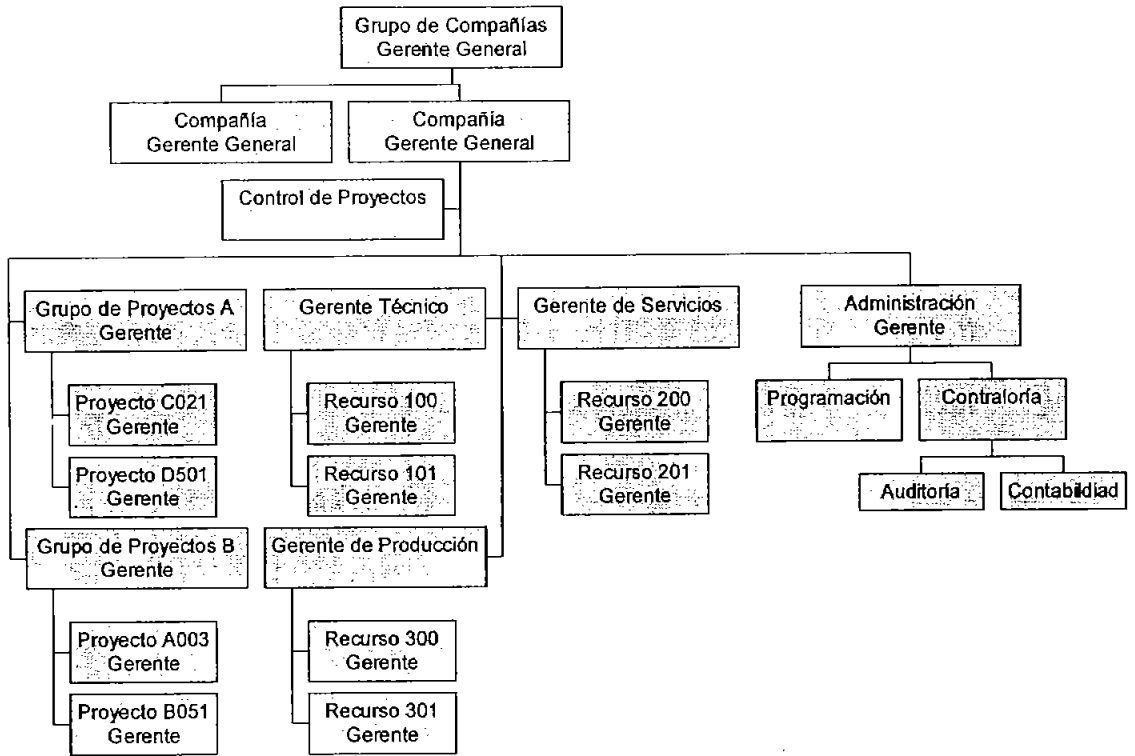 Grupo de Compañías
Gerente General
Compañía
Gerente General
Compañía
Gerente General
Control de Proyectos
Grupo de Proyectos A
Gerente
Gerente Técnico
Gerente de Servicios
Administración
Gerente
Proyecto C021
Gerente
Recurso 100
Gerente
Recurso 200
Gerente
Programación
Contraloría
Proyecto D501
Gerente
Recurso 101
Gerente
Recurso 201
Gerente
Auditoría
Contabildiad
Grupo de Proyectos B
Gerente
Gerente de Producción
Proyecto A003
Gerente
Recurso 300
Gerente
Proyecto B051
Gerente
Recurso 301
Gerente